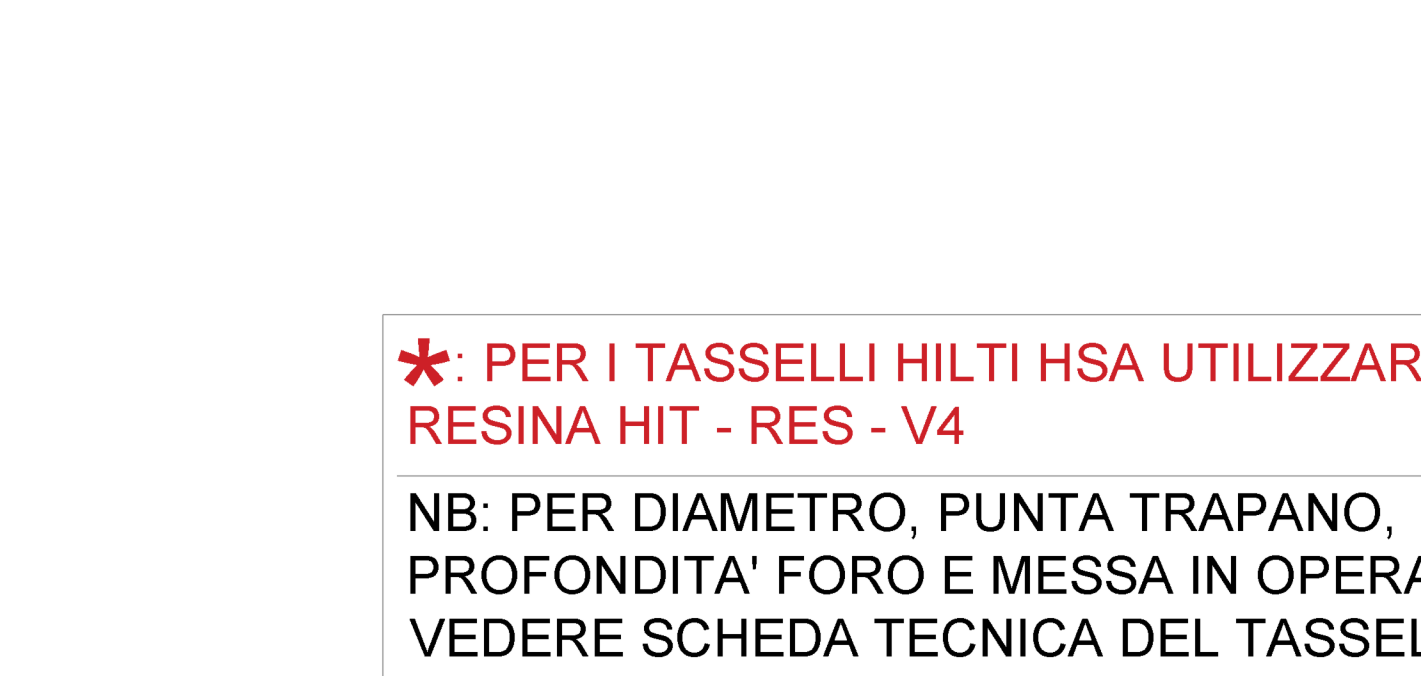 *: PER I TASSELLI HILTI HSA UTILIZZAR
RESINA HIT - RES - V4
NB: PER DIAMETRO, PUNTA TRAPANO,
PROFONDITA' FORO E MESSA IN OPERA
VEDERE SCHEDA TECNICA DEL TASSEL